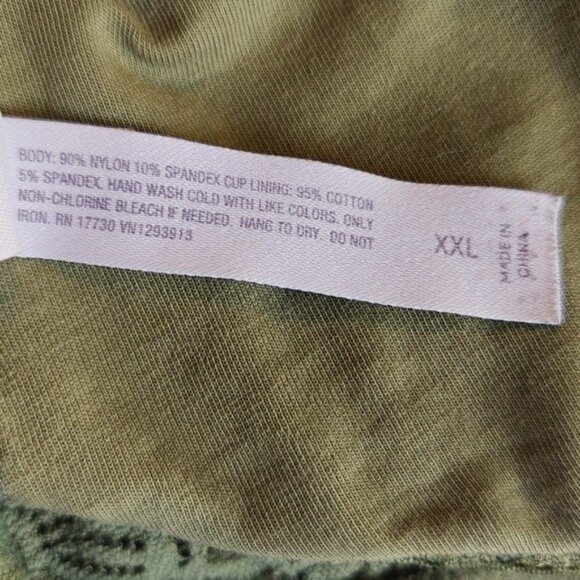 BODY: 90% NYLON 10% SPANDEX CUP LINING: 95% COTTON
5% SPANDEX. HAND WASH COLD WITH LIKE COLORS. ONLY
NON-CHLORINE BLEACH IF NEEDED. HANG TO DRY. DO NOT
IRON. RN 17730 VN1293913
XXL
MADE IN
CHINA